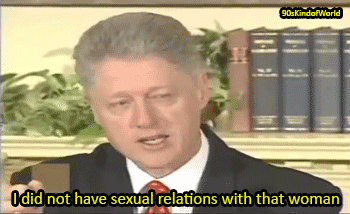 90sKindofWorld
I did not have sexual relations with that woman